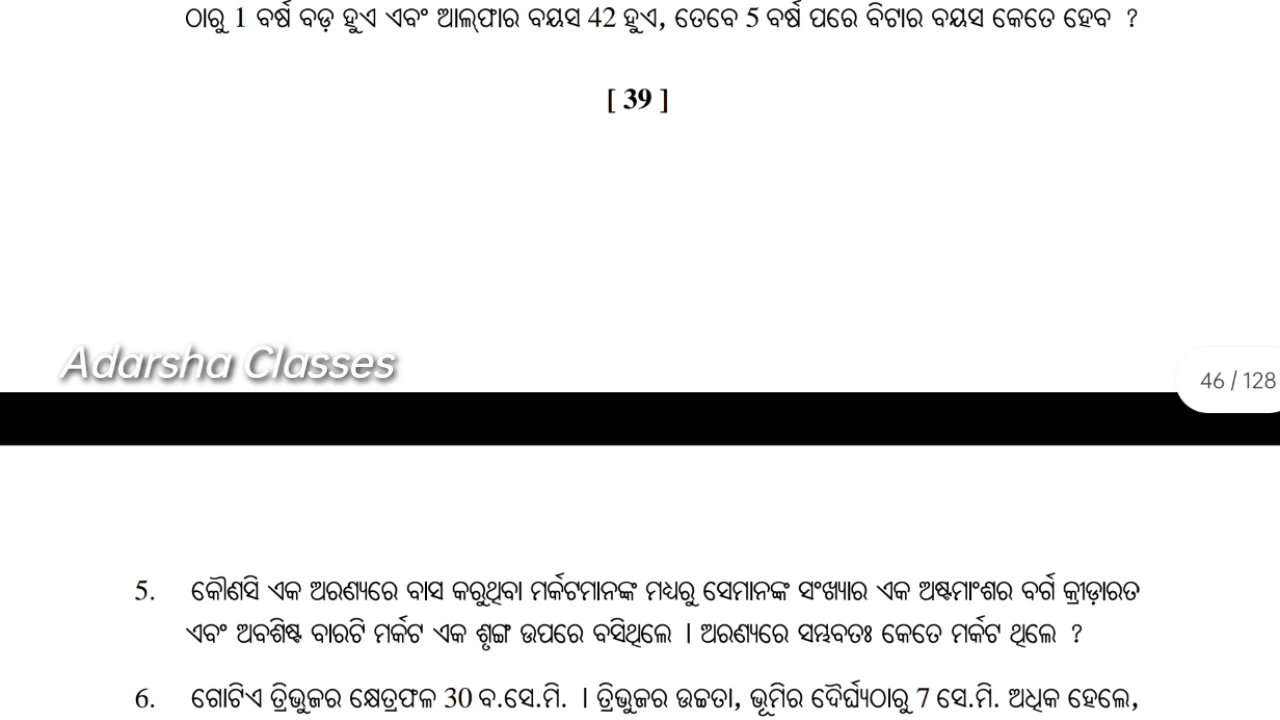 ଠାରୁ 1 ବର୍ଷ ବଡ଼ ହୁଏ ଏବଂ ଆଲ୍‌ଫାର ବୟସ 42 ହୁଏ, ତେବେ 5 ବର୍ଷ ପରେ ବିଟାର ବୟସ କେତେ ହେବ ?
[ 39 ]
Adarsha Classes
46 / 128
5. କୌଣସି ଏକ ଅରଣ୍ୟରେ ବାସ କରୁଥିବା ମର୍କଟମାନଙ୍କ ମଧ୍ୟରୁ ସେମାନଙ୍କ ସଂଖ୍ୟାର ଏକ ଅଷ୍ଟମାଂଶର ବର୍ଗ କ୍ରୀଡ଼ାରତ
ଏବଂ ଅବଶିଷ୍ଟ ବାରଟି ମର୍କଟ ଏକ ଶୃଙ୍ଗ ଉପରେ ବସିଥିଲେ । ଅରଣ୍ୟରେ ସମ୍ଭବତଃ କେତେ ମର୍କଟ ଥିଲେ ?
6. ଗୋଟିଏ ତ୍ରିଭୁଜର କ୍ଷେତ୍ରଫଳ 30 ବ.ସେ.ମି. । ତ୍ରିଭୁଜର ଉଚ୍ଚତା, ଭୂମିର ଦୈର୍ଘ୍ୟଠାରୁ 7 ସେ.ମି. ଅଧିକ ହେଲେ,